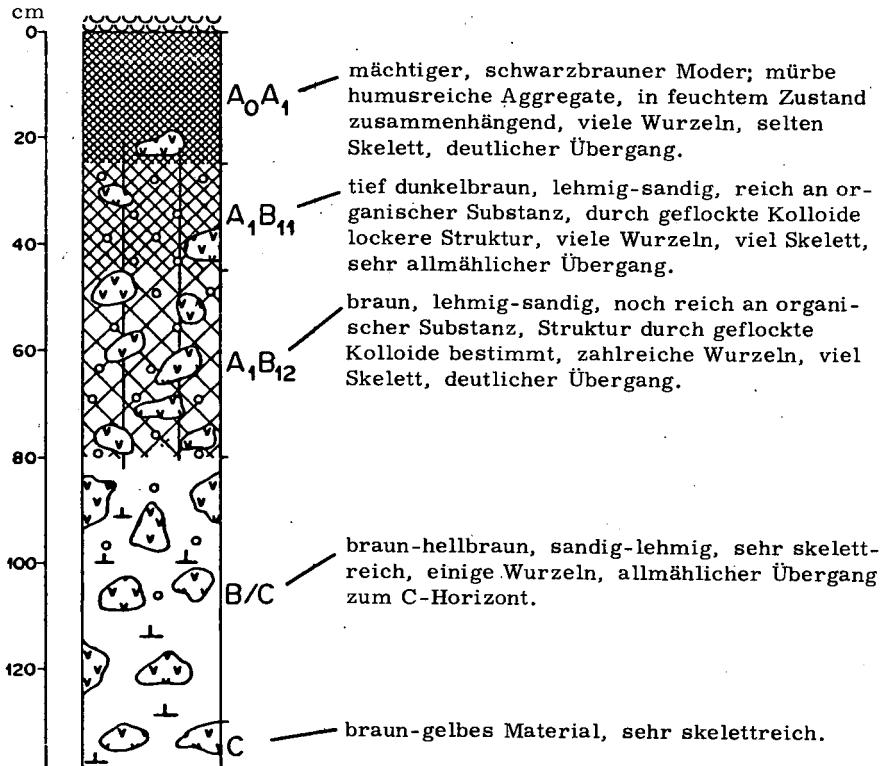 cm
0
A₀A₁
mächtiger, schwarzbrauner Moder; mürbe
humusreiche Aggregate, in feuchtem Zustand
zusammenhängend, viele Wurzeln, selten
Skelett, deutlicher Übergang.
20
A₁B₁₁
tief dunkelbraun, lehmig-sandig, reich an or-
ganischer Substanz, durch geflockte Kolloide
lockere Struktur, viele Wurzeln, viel Skelett,
sehr allmählicher Übergang.
40
A₁B₁₂
braun, lehmig-sandig, noch reich an organi-
scher Substanz, Struktur durch geflockte
Kolloide bestimmt, zahlreiche Wurzeln, viel
Skelett, deutlicher Übergang.
60
80
100
B/C
braun-hellbraun, sandig-lehmig, sehr skelett-
reich, einige Wurzeln, allmählicher Übergang
zum C-Horizont.
120
C
braun-gelbes Material, sehr skelettreich.